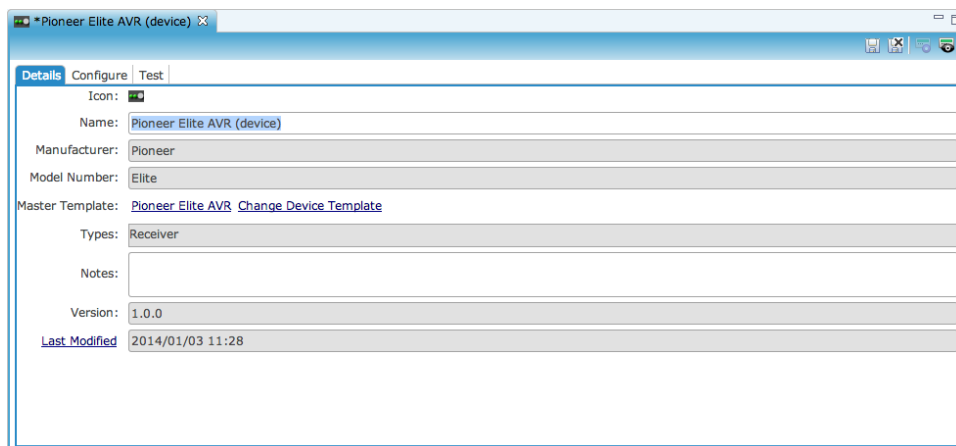 *Pioneer Elite AVR (device)
Details Configure Test
Icon:
Name: Pioneer Elite AVR (device)
Manufacturer: Pioneer
Model Number: Elite
Master Template: Pioneer Elite AVR Change Device Template
Types: Receiver
Notes:
Version: 1.0.0
Last Modified 2014/01/03 11:28